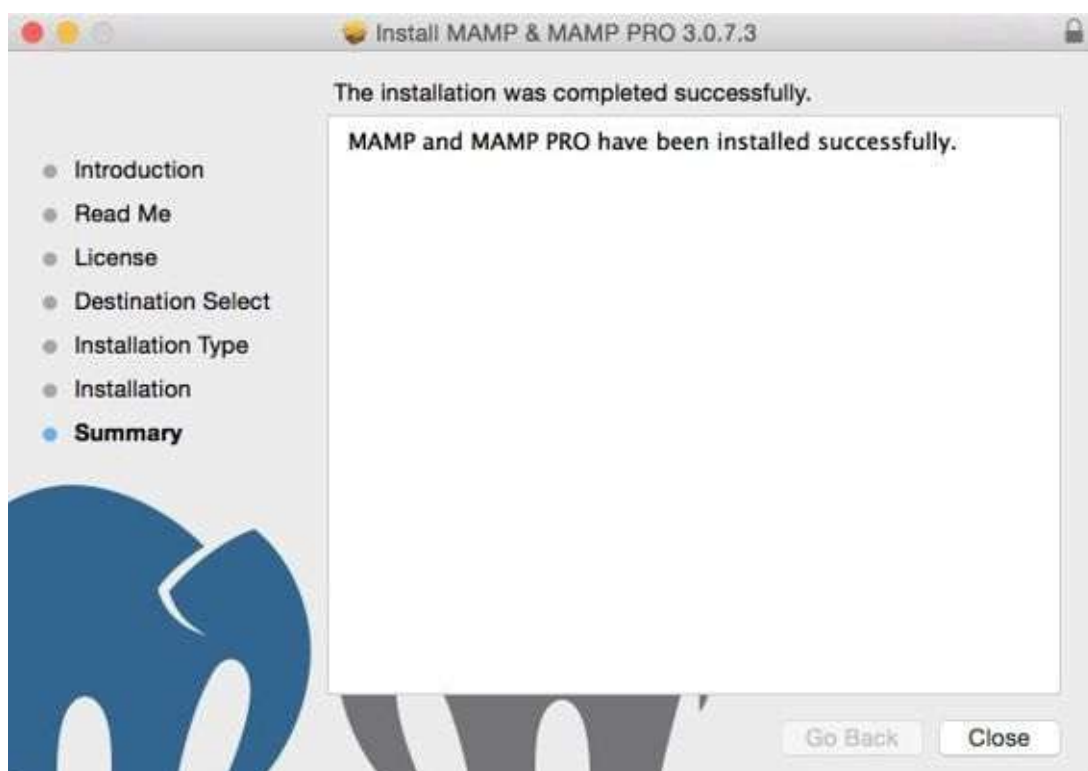 Install MAMP & MAMP PRO 3.0.7.3
The installation was completed successfully.
MAMP and MAMP PRO have been installed successfully.
Introduction
Read Me
License
Destination Select
Installation Type
Installation
Summary
Go Back
Close